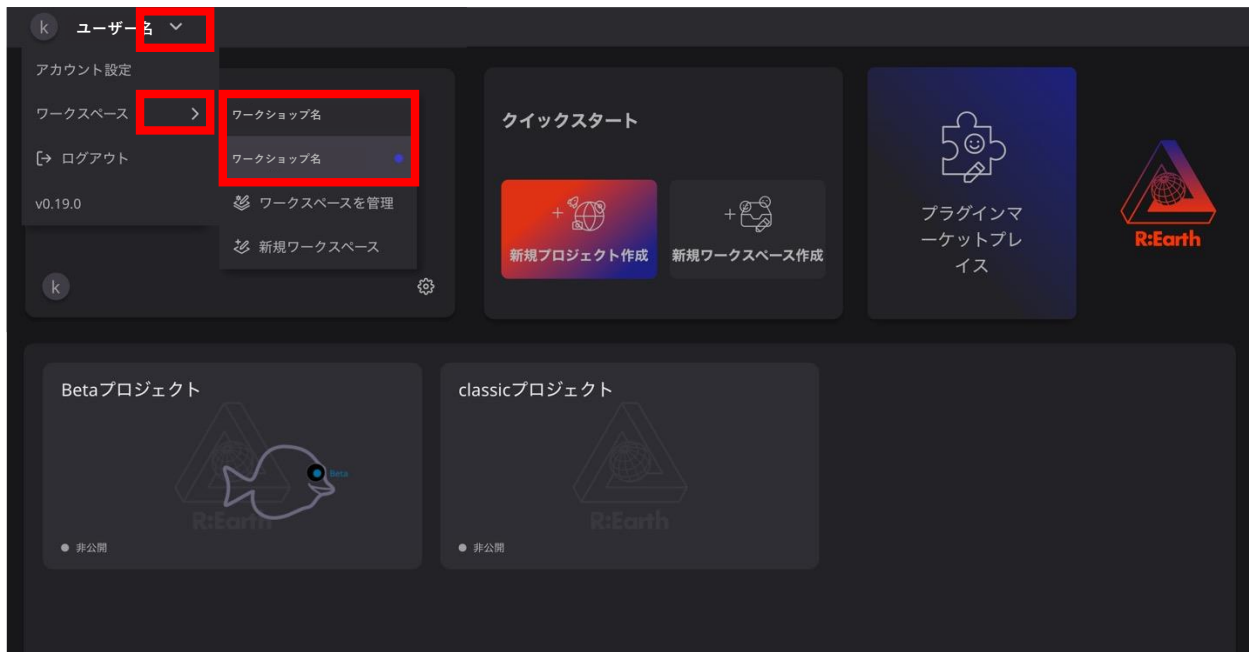 k ユーザー名
アカウント設定
ワークスペース
ログアウト
v0.19.0
ワークショップ名
ワークショップ名
ワークスペースを管理
新規ワークスペース
k
クイックスタート
新規プロジェクト作成
新規ワークスペース作成
プラグインマ
ーケットプレ
イス
R:Earth
Betaプロジェクト
Beta
R:Earth
非公開
classicプロジェクト
R:Earth
非公開